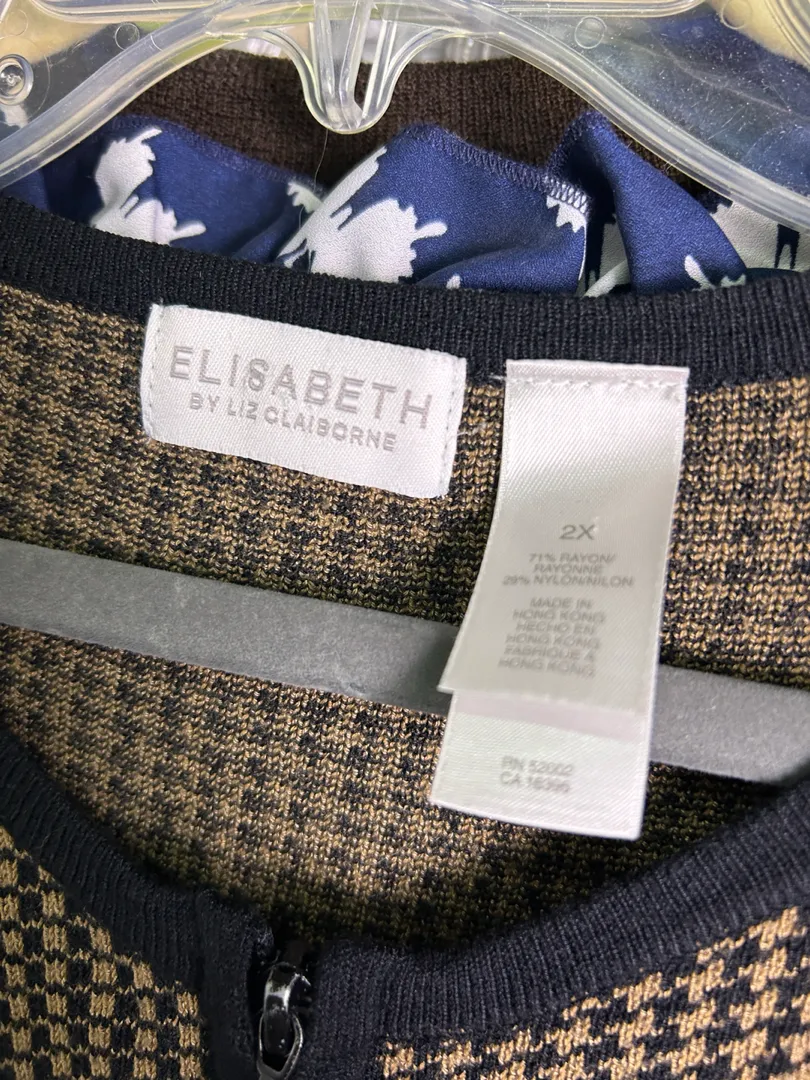 ELISABETH
BY LIZ CLAIBORNE
2X
71% RAYON/
RAYONNE
29% NYLON/NILON
MADE IN
HONG KONG
HECHO EN
HONG KONG
FABRIQUE A
HONG KONG
RN 52002
CA 16396